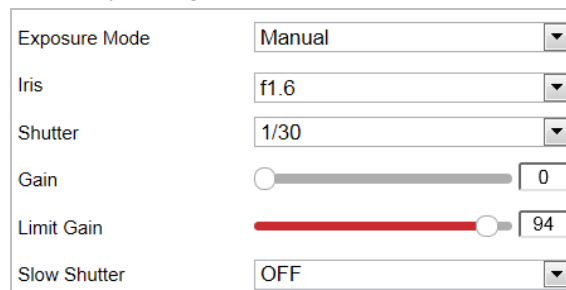 Exposure Mode Manual
Iris f1.6
Shutter 1/30
Gain 0
Limit Gain 94
Slow Shutter OFF